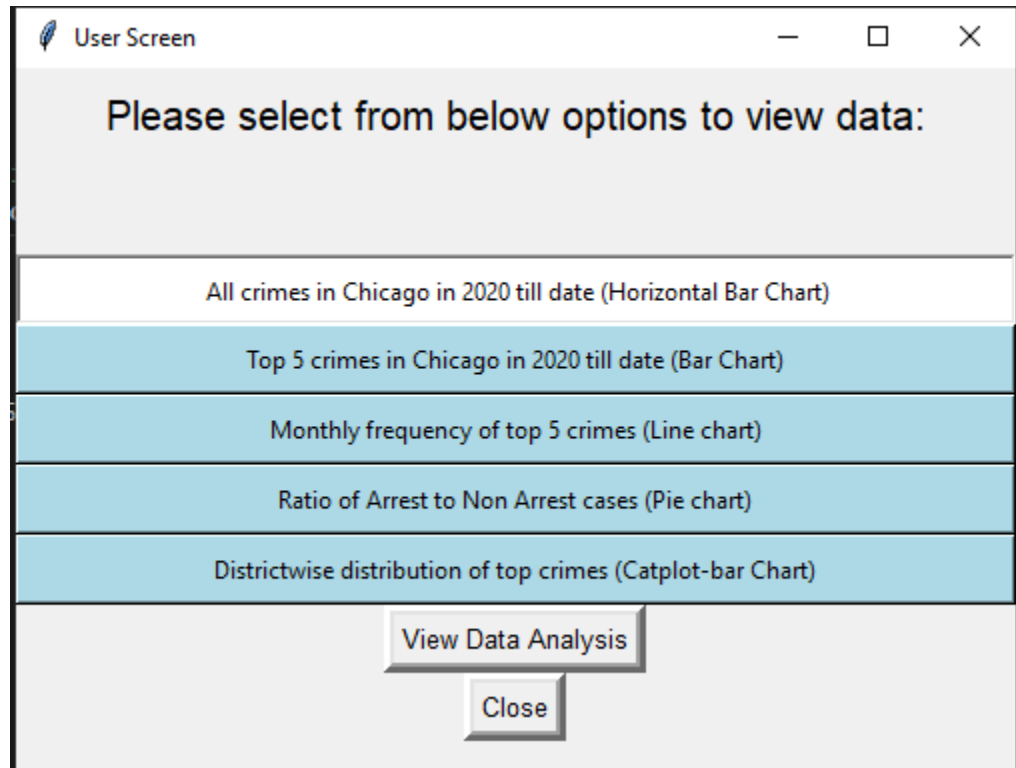 User Screen
Please select from below options to view data:
All crimes in Chicago in 2020 till date (Horizontal Bar Chart)
Top 5 crimes in Chicago in 2020 till date (Bar Chart)
Monthly frequency of top 5 crimes (Line chart)
Ratio of Arrest to Non Arrest cases (Pie chart)
Districtwise distribution of top crimes (Catplot-bar Chart)
View Data Analysis
Close